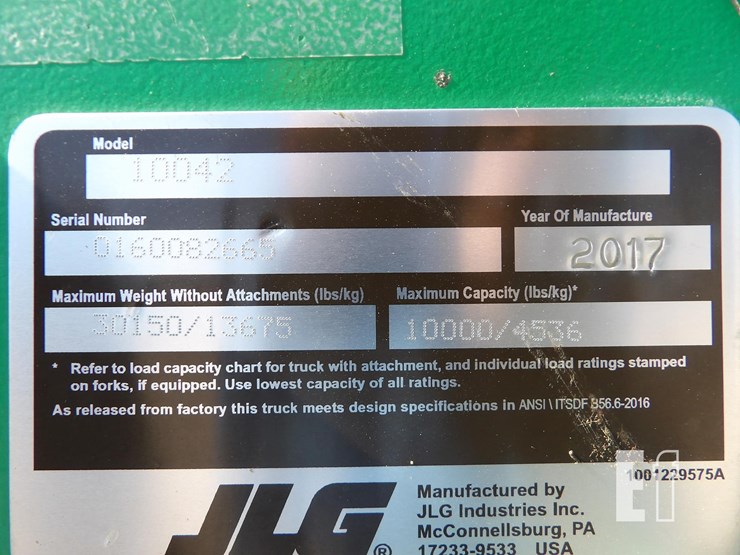 Model
10042
Serial Number
0160082665
Year Of Manufacture
2017
Maximum Weight Without Attachments (lbs/kg)
30150/13675
Maximum Capacity (lbs/kg)*
10000/4536
* Refer to load capacity chart for truck with attachment, and individual load ratings stamped
on forks, if equipped. Use lowest capacity of all ratings.
As released from factory this truck meets design specifications in ANSI \ ITSDF B56.6-2016
1001229575A
JLG®
Manufactured by
JLG Industries Inc.
McConnellsburg, PA
17233-9533 USA